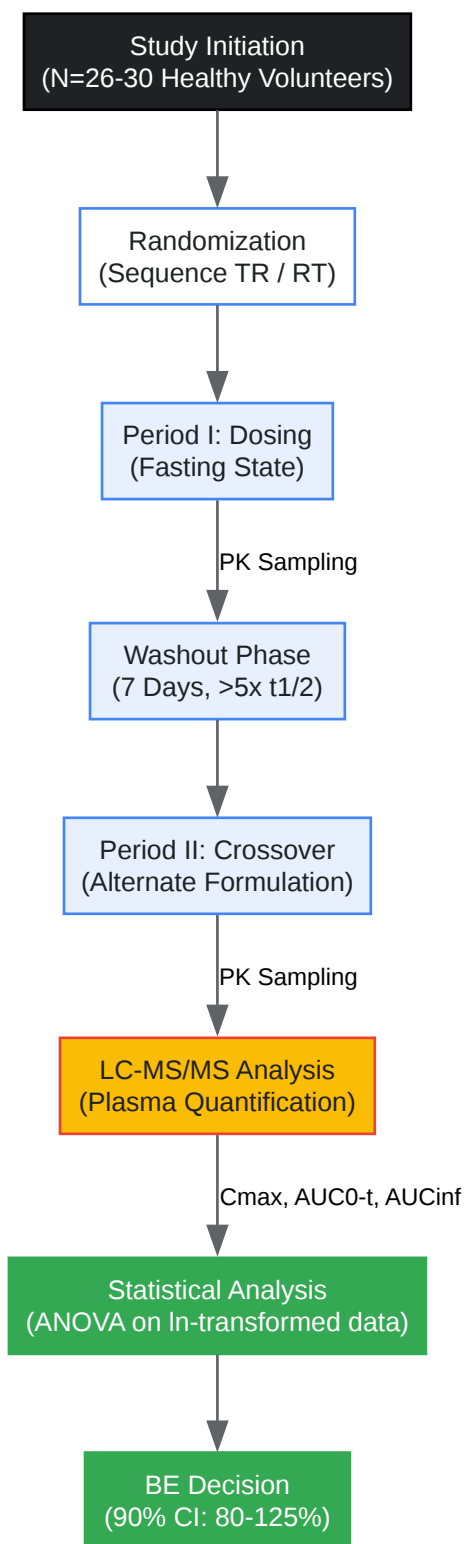 Study Initiation
(N=26-30 Healthy Volunteers)
Randomization
(Sequence TR / RT)
Period I: Dosing
(Fasting State)
PK Sampling
Washout Phase
(7 Days, >5x t1/2)
Period II: Crossover
(Alternate Formulation)
PK Sampling
LC-MS/MS Analysis
(Plasma Quantification)
Cmax, AUC0-t, AUCinf
Statistical Analysis
(ANOVA on ln-transformed data)
BE Decision
(90% CI: 80-125%)